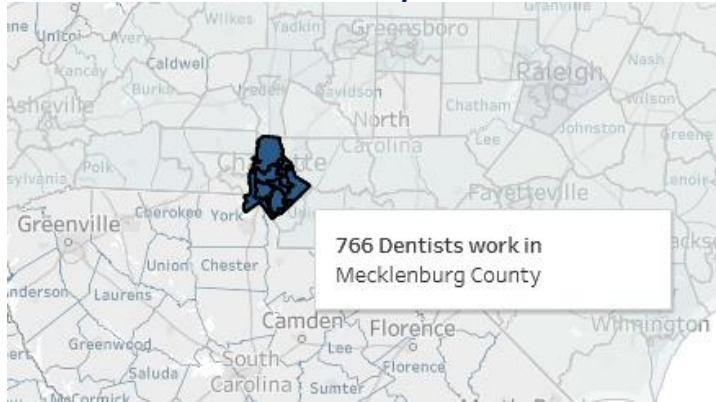 Wilkes
Yadkin
Greensboro
Granville
Avery
Caldwell
Yancey
Burke
Iredell
Davidson
Raleigh
Nash
Wilson
Asheville
Chatham
North
Carolina
Lee
Johnston
Greene
Polk
Charlotte
Fayetteville
Lenoir
Greenville
Cherokee
York
766 Dentists work in
Mecklenburg County
Union
Chester
Anderson
Laurens
Camden
Florence
Wilmington
Greenwood
Lee
South
Carolina
Florence
Saluda
Sumter
McCormick